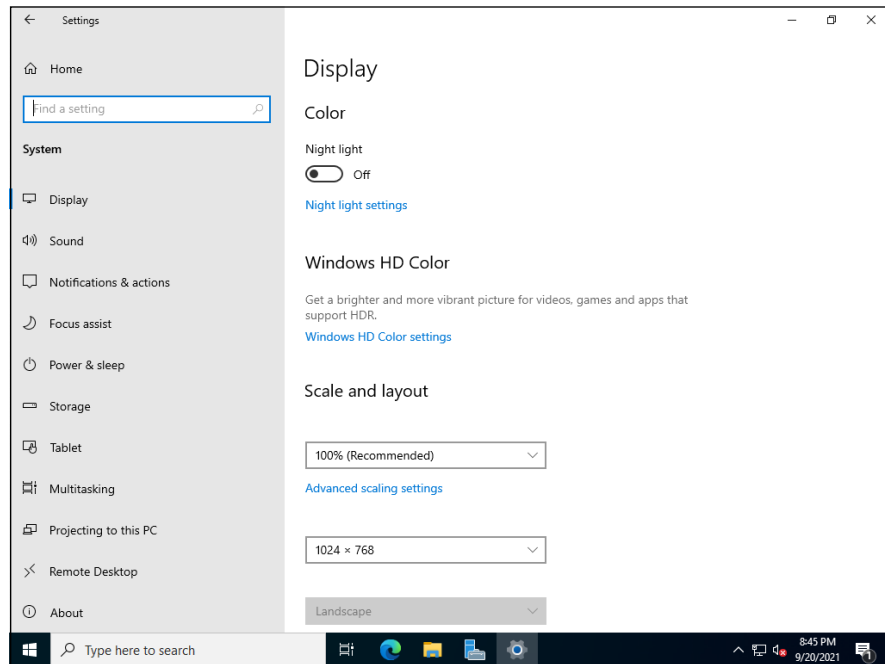 Settings
Home
Find a setting
System
Display
Sound
Notifications & actions
Focus assist
Power & sleep
Storage
Tablet
Multitasking
Projecting to this PC
Remote Desktop
About
Display
Color
Night light
Off
Night light settings
Windows HD Color
Get a brighter and more vibrant picture for videos, games and apps that
support HDR.
Windows HD Color settings
Scale and layout
100% (Recommended)
Advanced scaling settings
1024 × 768
Landscape
Type here to search
8:45 PM
9/20/2021
1